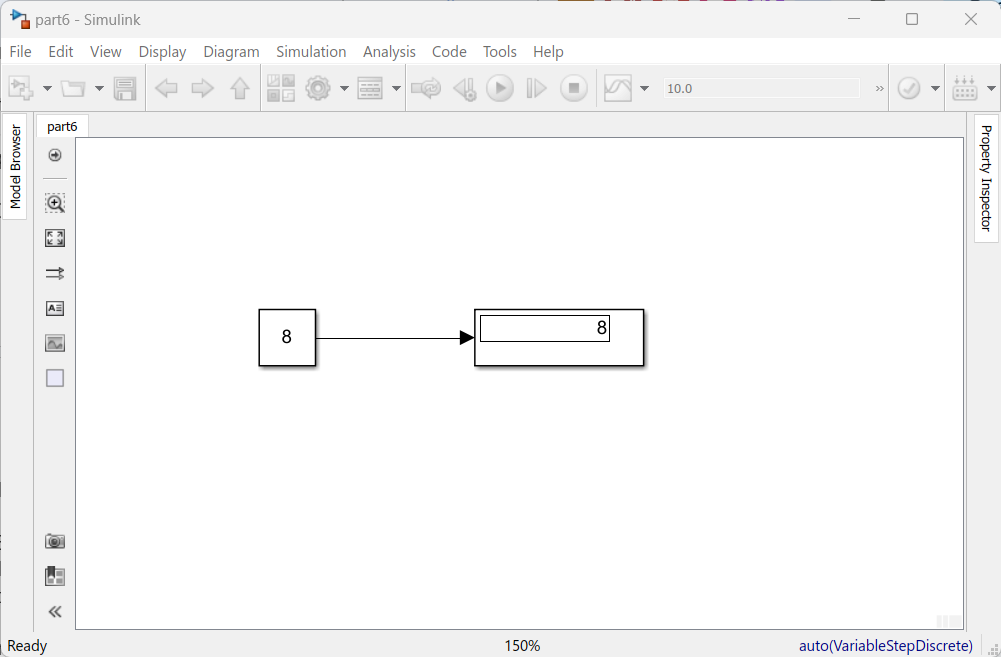 part6 - Simulink
File Edit View Display Diagram Simulation Analysis Code Tools Help
10.0 »
Model Browser
part6
Property Inspector
8
8
Ready 150% auto(VariableStepDiscrete)